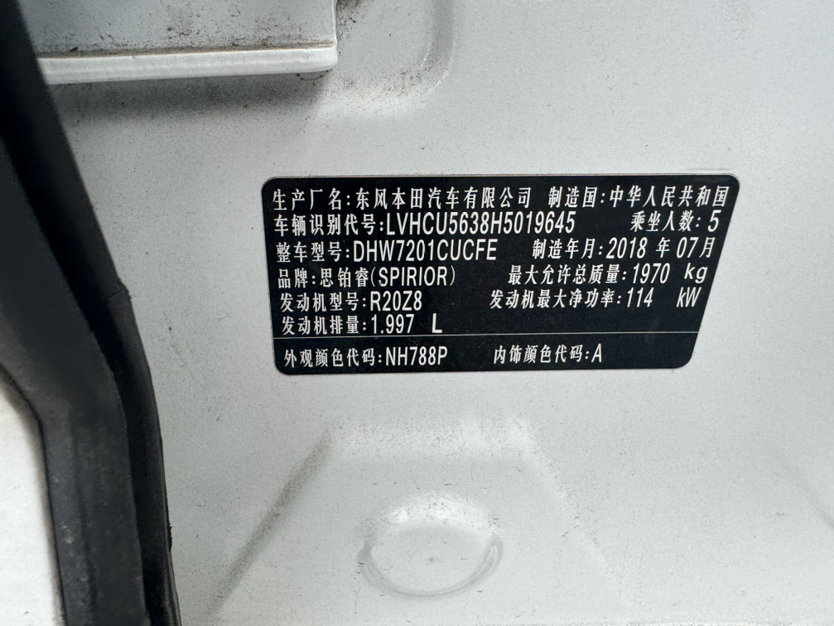 生产厂名:东风本田汽车有限公司 制造国:中华人民共和国
车辆识别代号:LVHCU5638H5019645 乘坐人数:5
整车型号:DHW7201CUCFE 制造年月:2018 年 07月
品牌:思铂睿(SPIRIOR) 最大允许总质量:1970 kg
发动机型号:R20Z8 发动机最大净功率:114 kW
发动机排量:1.997 L
外观颜色代码:NH788P 内饰颜色代码:A